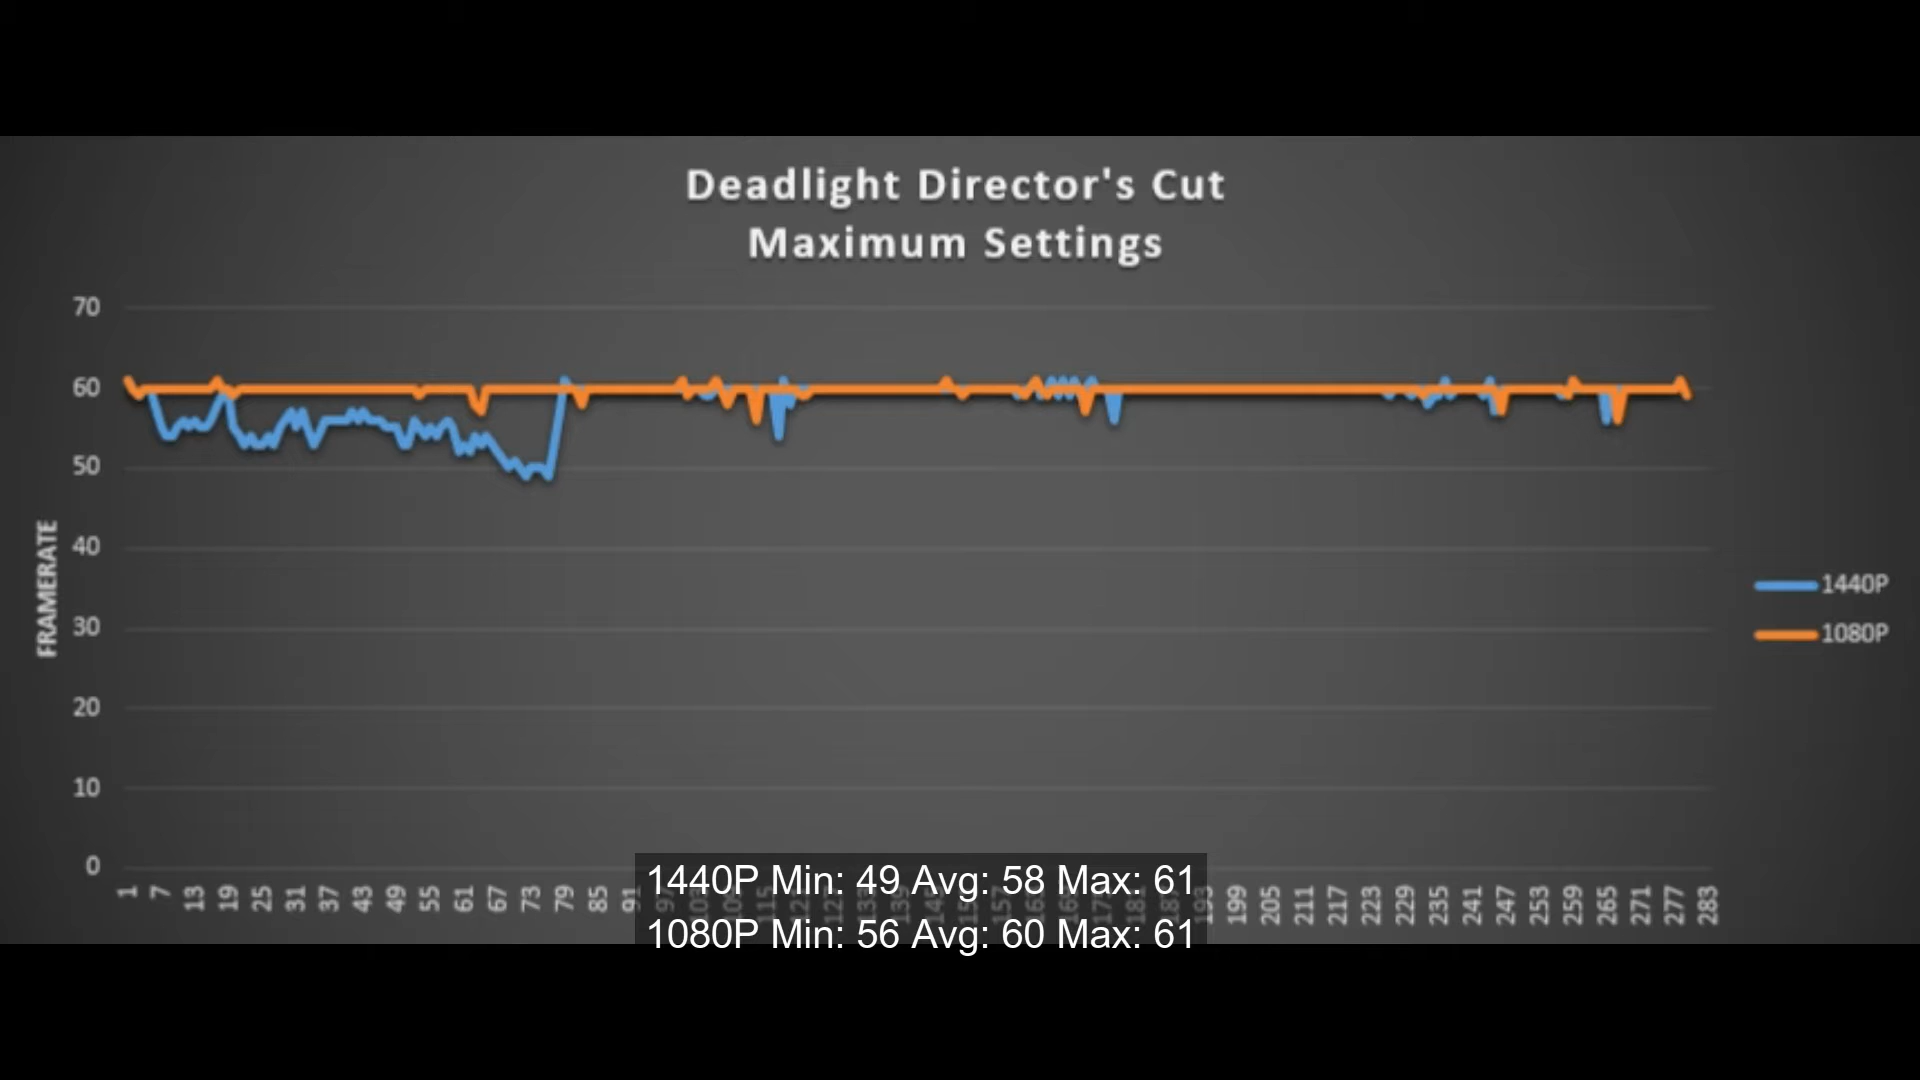 Deadlight Director's Cut
Maximum Settings
70
60
50
40
30
20
10
0
FRAMERATE
1440P
1080P
1 7 13 19 25 31 37 43 49 55 61 67 73 79 85 199 205 211 217 223 229 235 241 247 253 259 265 271 277 283
1440P Min: 49 Avg: 58 Max: 61
1080P Min: 56 Avg: 60 Max: 61